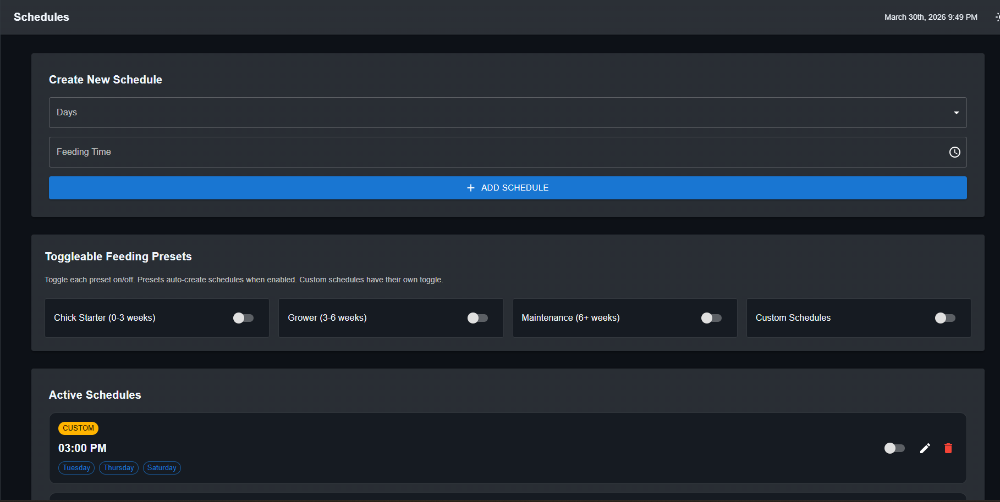 Schedules
March 30th, 2026 9:49 PM
Create New Schedule
Days
Feeding Time
ADD SCHEDULE
Toggleable Feeding Presets
Toggle each preset on/off. Presets auto-create schedules when enabled. Custom schedules have their own toggle.
Chick Starter (0-3 weeks)
Grower (3-6 weeks)
Maintenance (6+ weeks)
Custom Schedules
Active Schedules
CUSTOM
03:00 PM
Tuesday Thursday Saturday